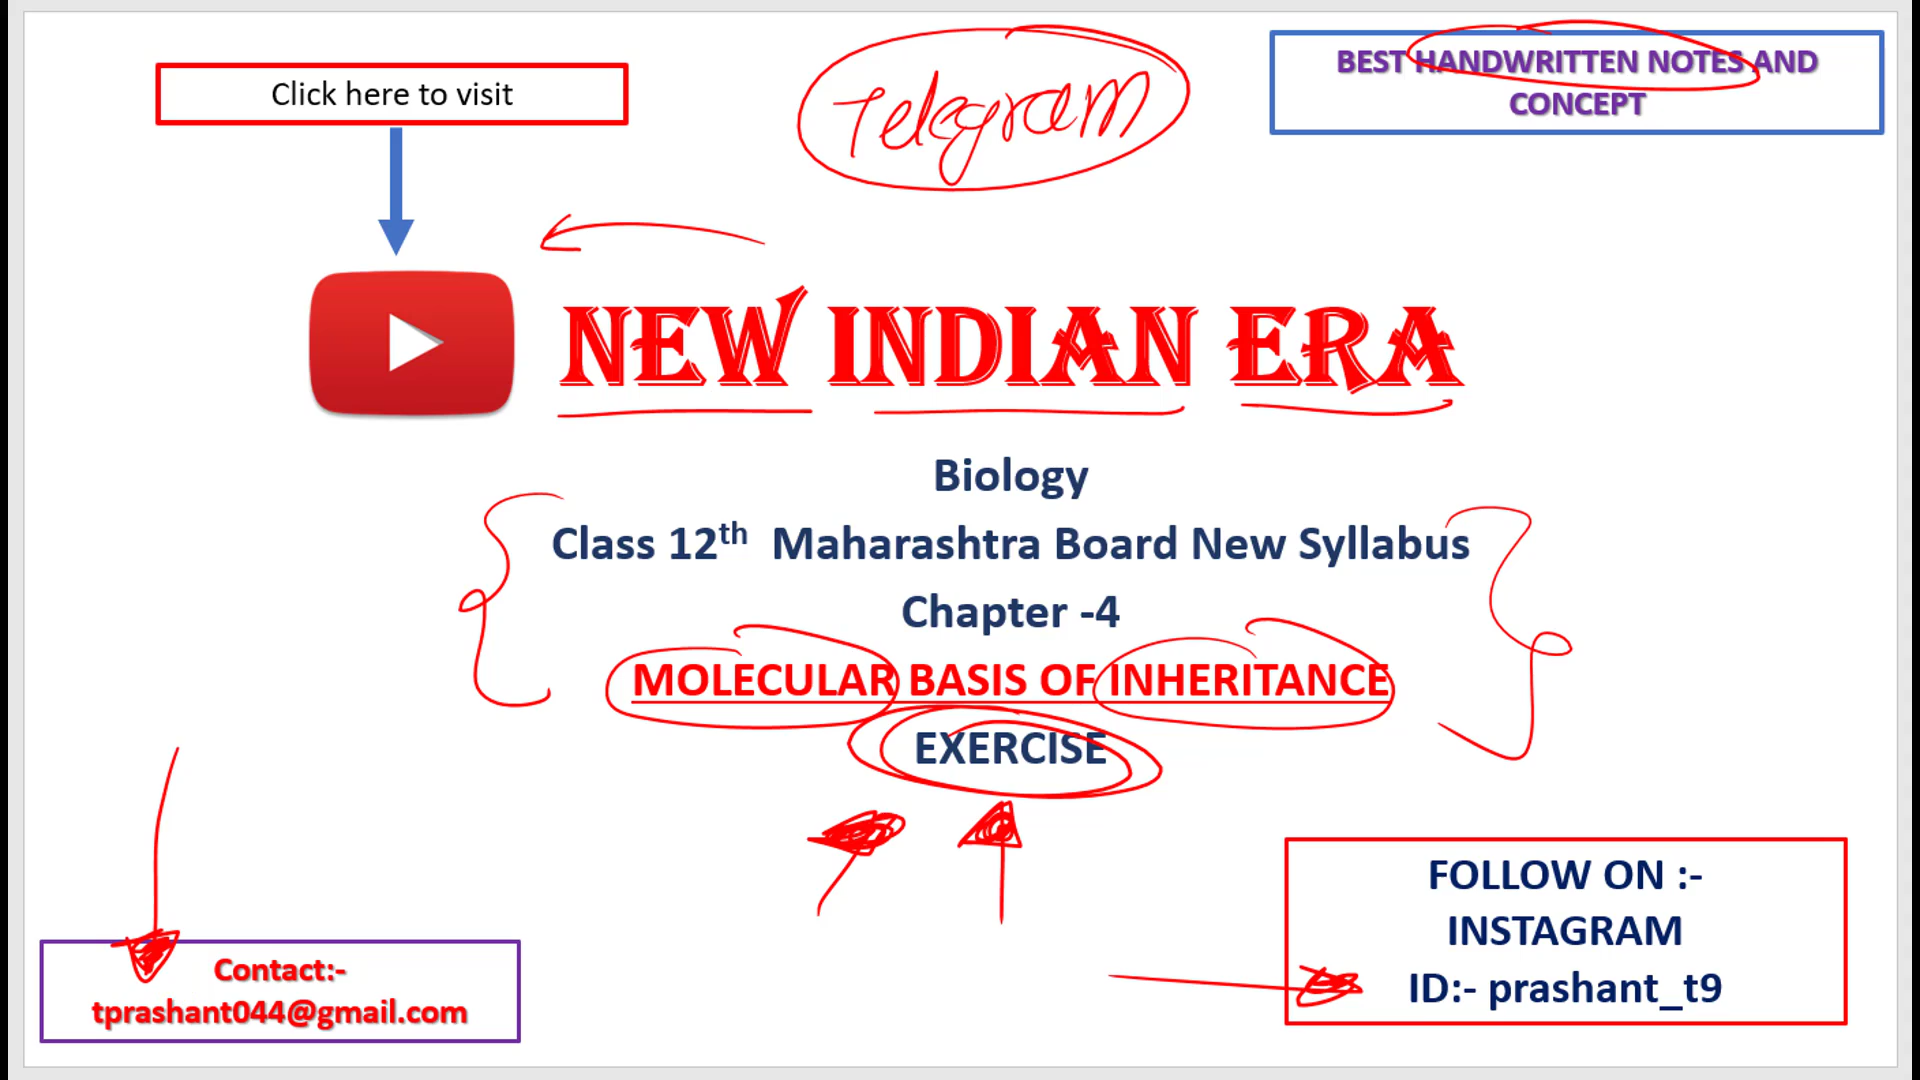 Click here to visit
Telegram
BEST HANDWRITTEN NOTES AND
CONCEPT
NEW INDIAN ERA
Biology
Class 12th Maharashtra Board New Syllabus
Chapter -4
MOLECULAR BASIS OF INHERITANCE
EXERCISE
Contact:-
tprashant044@gmail.com
FOLLOW ON :-
INSTAGRAM
ID:- prashant_t9